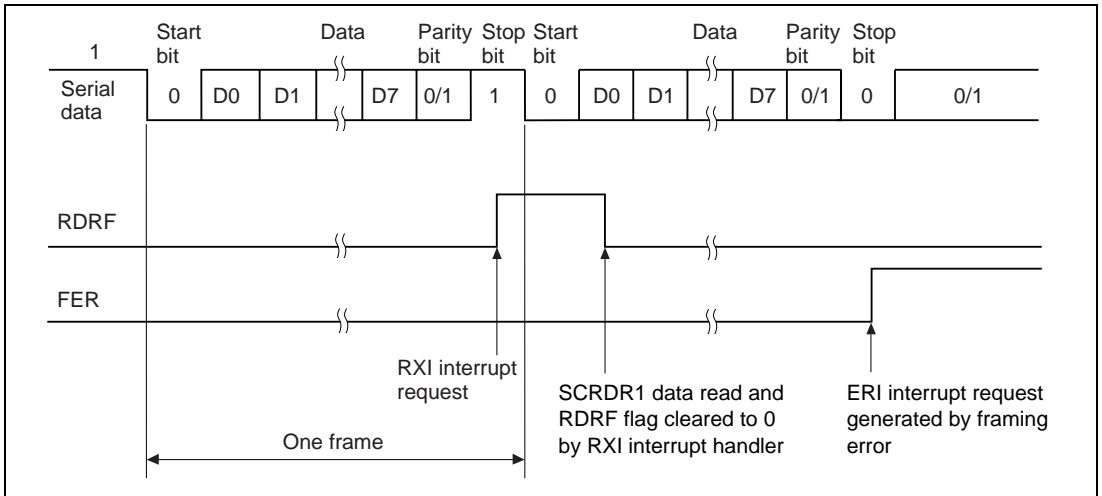 1
Start bit
Data
Parity bit
Stop bit
Start bit
Data
Parity bit
Stop bit
Serial data
0 D0 D1 D7 0/1 1 0 D0 D1 D7 0/1 0 0/1
RDRF
FER
RXI interrupt
request
SCRDR1 data read and
RDRF flag cleared to 0
by RXI interrupt handler
ERI interrupt request
generated by framing
error
One frame